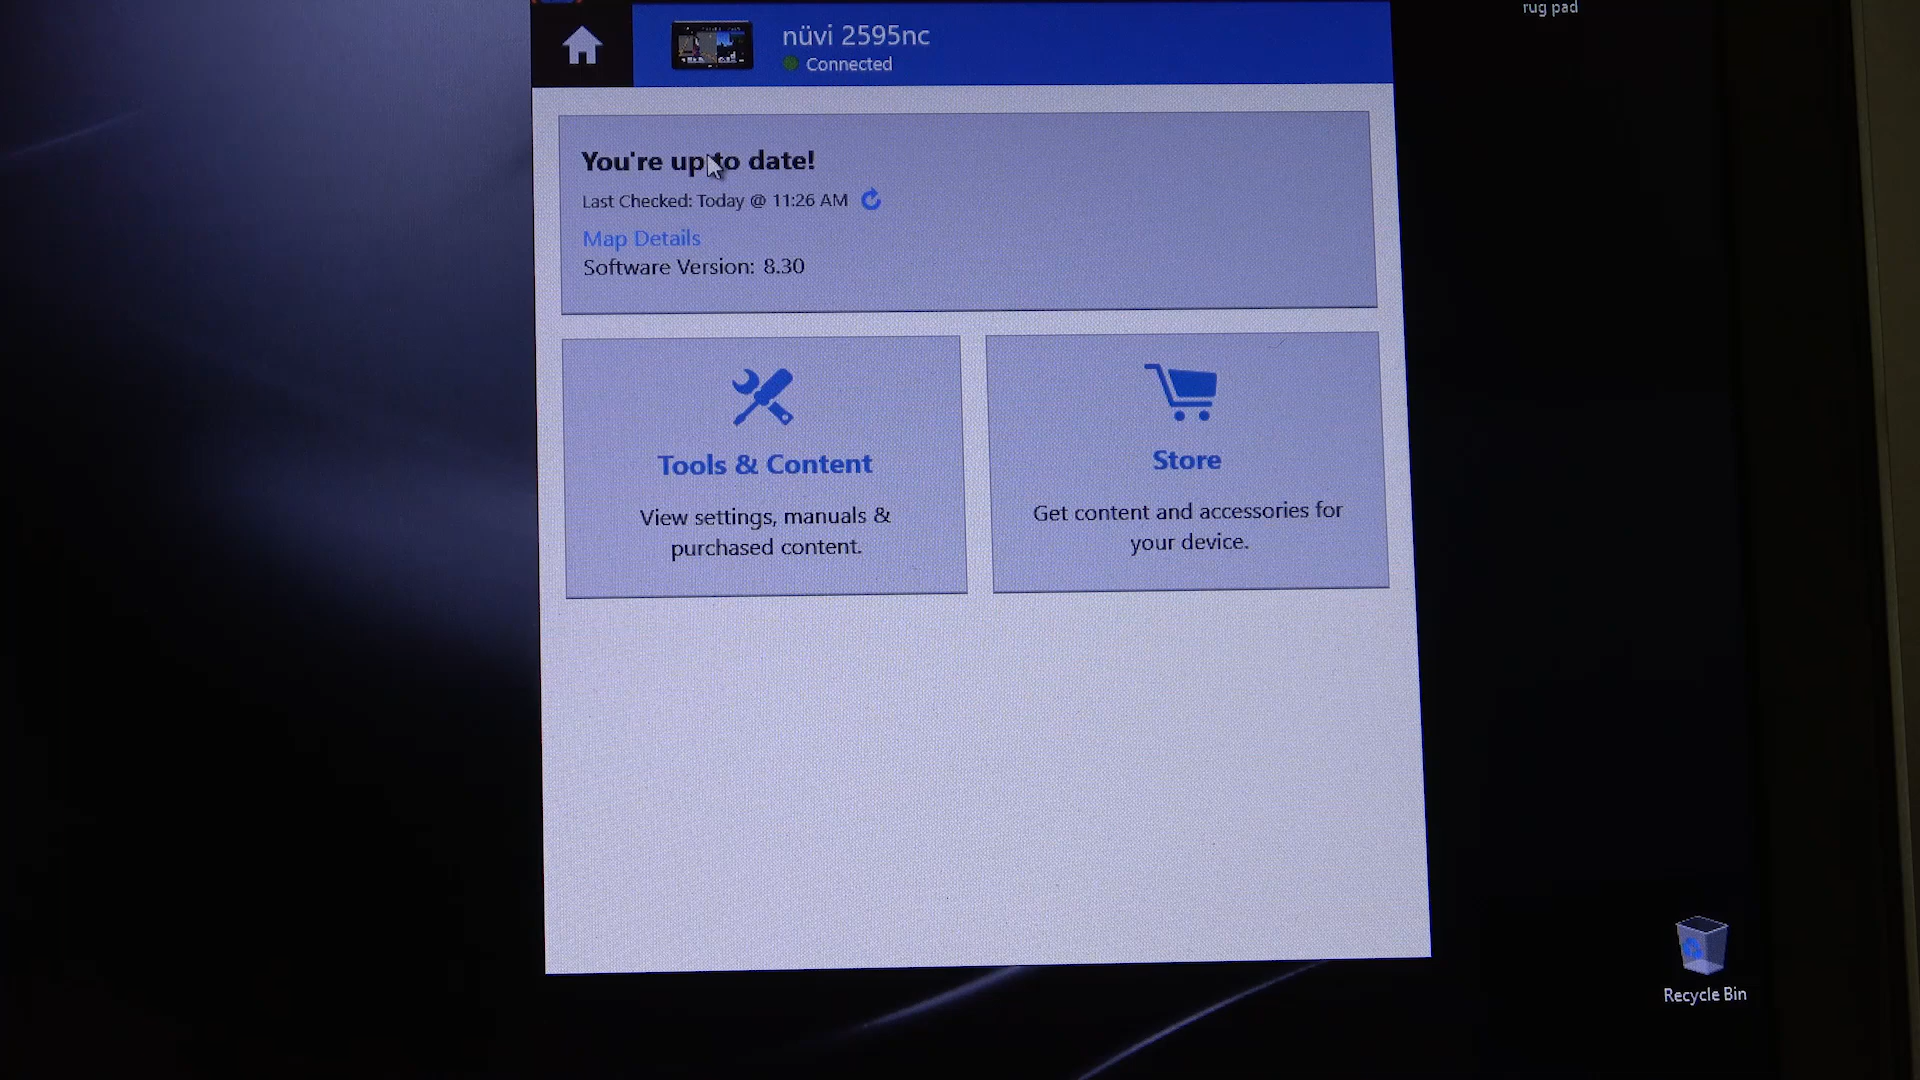 rug pad
nüvi 2595nc
Connected
You're up to date!
Last Checked: Today @ 11:26 AM
Map Details
Software Version: 8.30
Tools & Content
View settings, manuals &
purchased content.
Store
Get content and accessories for
your device.
Recycle Bin